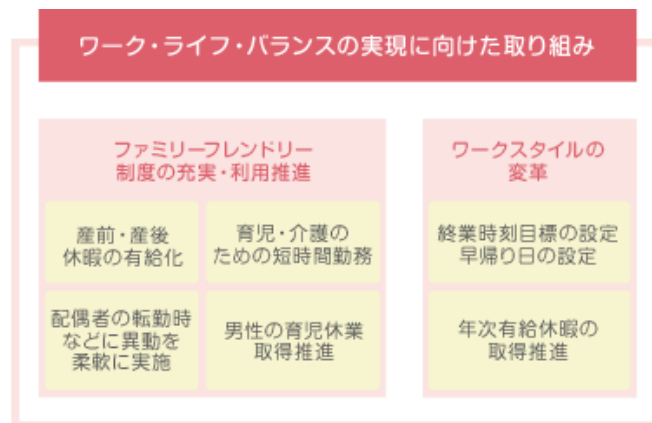 ワーク・ライフ・バランスの実現に向けた取り組み
ファミリーフレンドリー
制度の充実・利用推進
産前・産後
休暇の有給化
育児・介護の
ための短時間勤務
配偶者の転勤時
などに異動を
柔軟に実施
男性の育児休業
取得推進
ワークスタイルの
変革
終業時刻目標の設定
早帰り日の設定
年次有給休暇の
取得推進